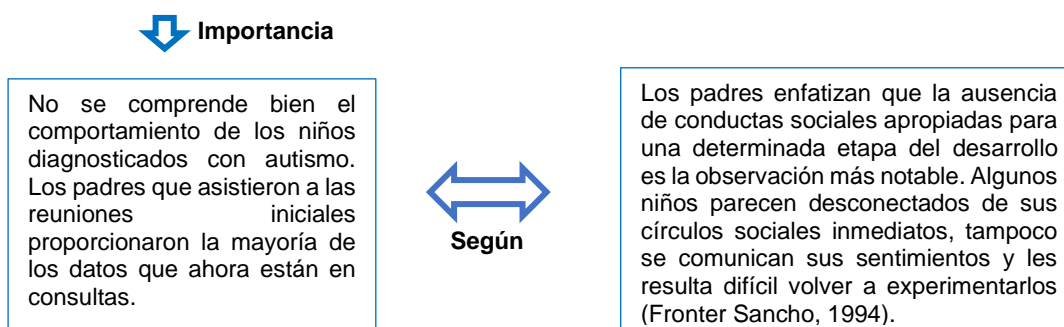 Importancia
No se comprende bien el
comportamiento de los niños
diagnosticados con autismo.
Los padres que asistieron a las
reuniones iniciales
proporcionaron la mayoría de
los datos que ahora están en
consultas.
Según
Los padres enfatizan que la ausencia
de conductas sociales apropiadas para
una determinada etapa del desarrollo
es la observación más notable. Algunos
niños parecen desconectados de sus
círculos sociales inmediatos, tampoco
se comunican sus sentimientos y les
resulta difícil volver a experimentarlos
(Fronter Sancho, 1994).